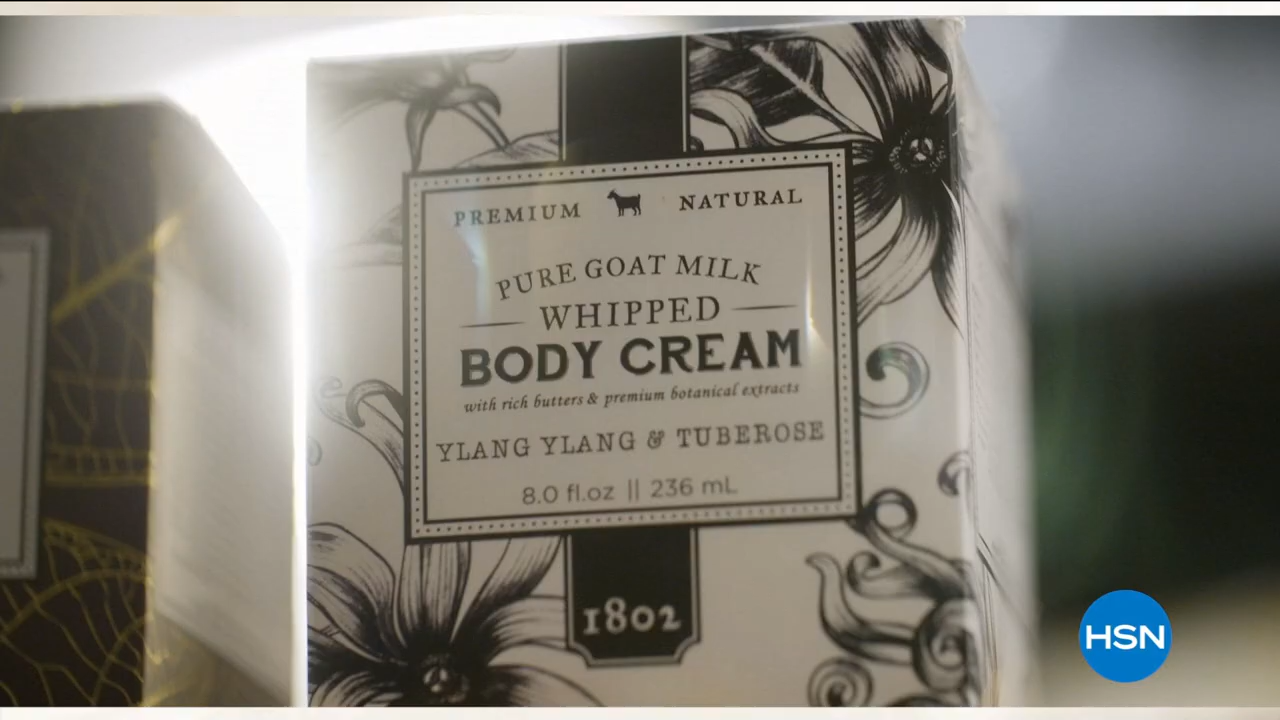 PREMIUM NATURAL
PURE GOAT MILK
WHIPPED
BODY CREAM
with rich butters & premium botanical extracts
YLANG YLANG & TUBEROSE
8.0 fl.oz || 236 mL
1802
HSN